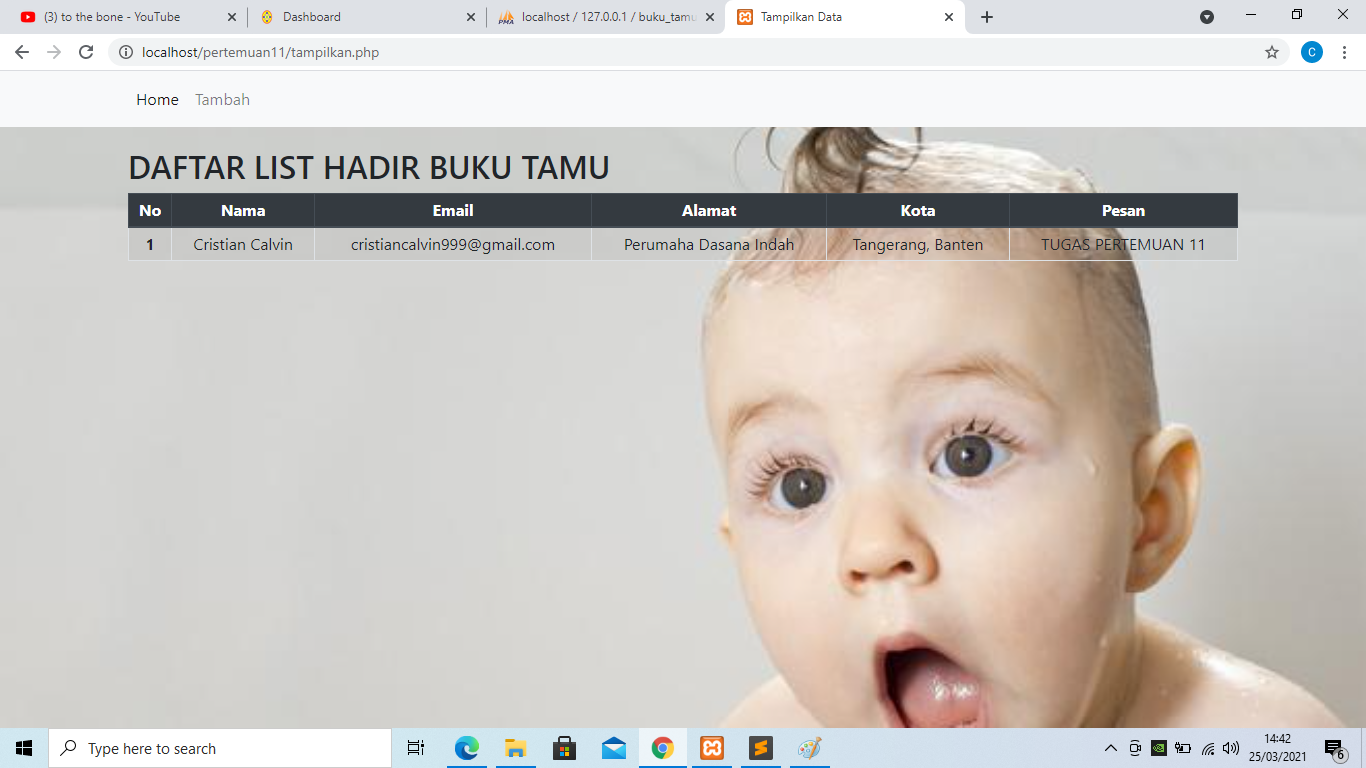 (3) to the bone - YouTube
Dashboard
localhost / 127.0.0.1 / buku_tamu
Tampilkan Data
localhost/pertemuan11/tampilkan.php
C
Home Tambah
DAFTAR LIST HADIR BUKU TAMU
No Nama Email Alamat Kota Pesan
1 Cristian Calvin cristiancalvin999@gmail.com Perumaha Dasana Indah Tangerang, Banten TUGAS PERTEMUAN 11
Type here to search
14:42
25/03/2021
6